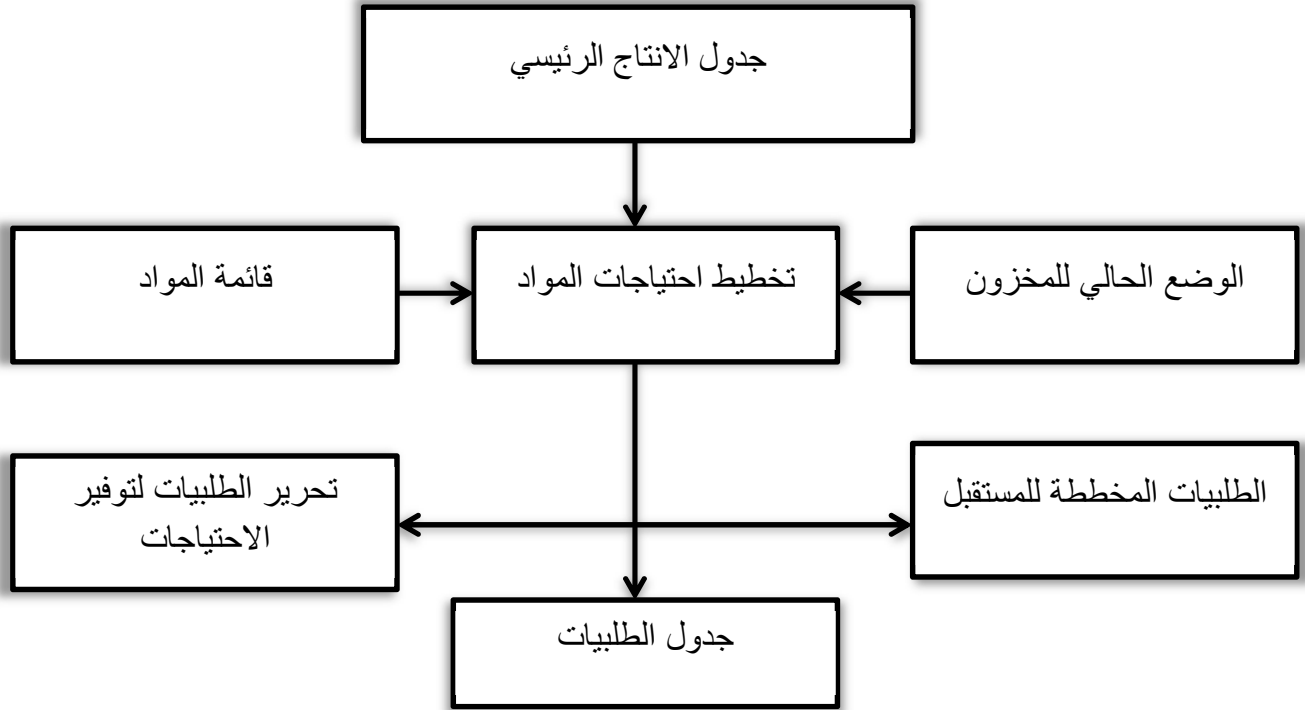 جدول الانتاج الرئيسي
الوضع الحالي للمخزون
تخطيط احتياجات المواد
قائمة المواد
الطلبيات المخططة للمستقبل
تحرير الطلبيات لتوفير
الاحتياجات
جدول الطلبيات